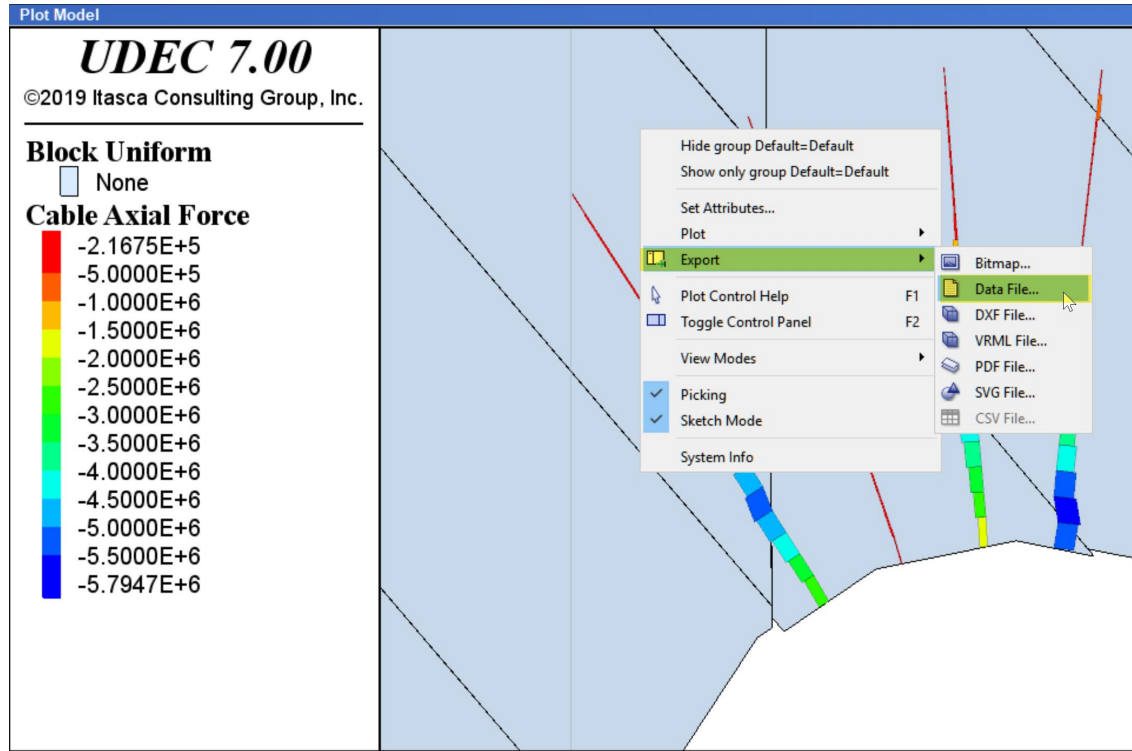 Plot Model
UDEC 7.00
©2019 Itasca Consulting Group, Inc.
Block Uniform
None
Cable Axial Force
-2.1675E+5
-5.0000E+5
-1.0000E+6
-1.5000E+6
-2.0000E+6
-2.5000E+6
-3.0000E+6
-3.5000E+6
-4.0000E+6
-4.5000E+6
-5.0000E+6
-5.5000E+6
-5.7947E+6
Hide group Default=Default
Show only group Default=Default
Set Attributes...
Plot
Export
Plot Control Help F1
Toggle Control Panel F2
View Modes
Picking
Sketch Mode
System Info
Bitmap...
Data File...
DXF File...
VRML File...
PDF File...
SVG File...
CSV File...